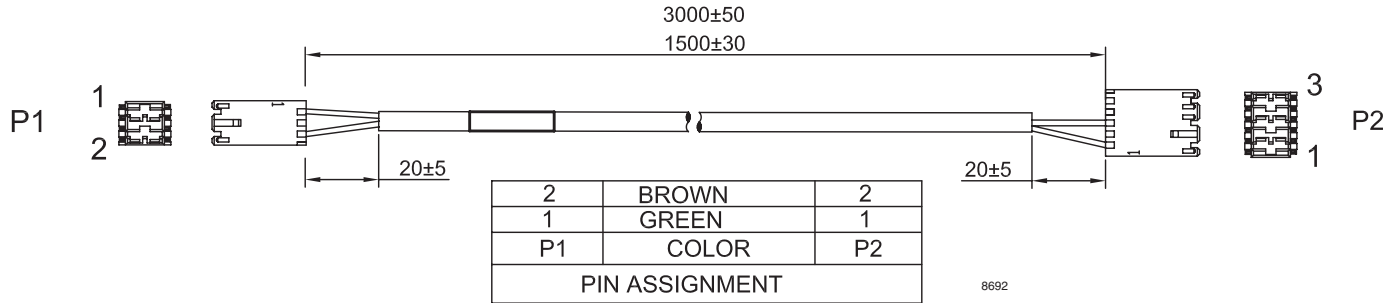 3000±50
1500±30
P1
1
2
1
1
3
1
P2
20±5
20±5
2 BROWN 2
1 GREEN 1
P1 COLOR P2
PIN ASSIGNMENT
8692